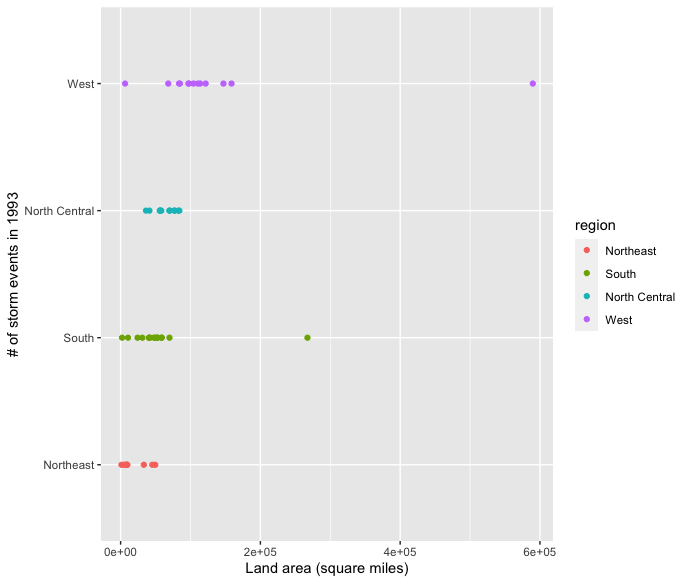 # of storm events in 1993
West
North Central
South
Northeast
0e+00 2e+05 4e+05 6e+05
Land area (square miles)
region
Northeast
South
North Central
West